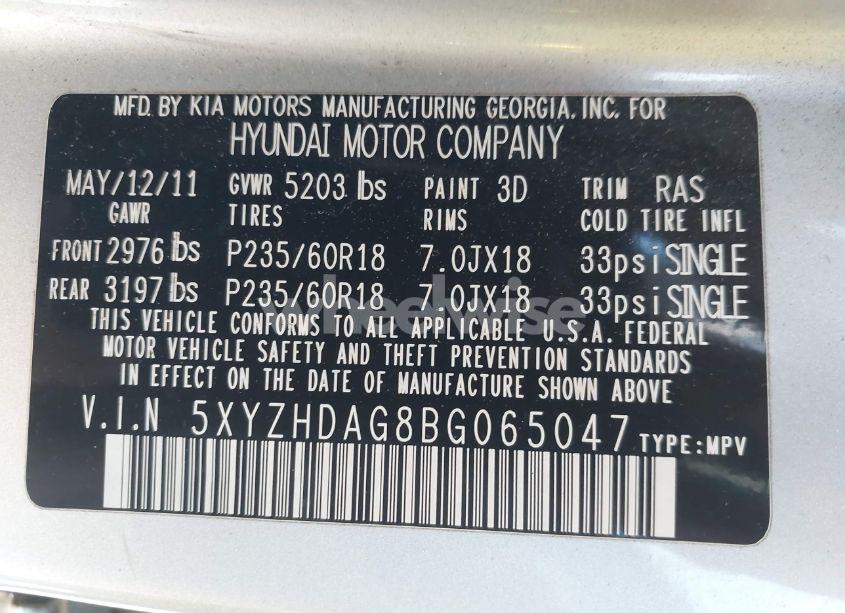 MFD. BY KIA MOTORS MANUFACTURING GEORGIA, INC. FOR
HYUNDAI MOTOR COMPANY
MAY/12/11 GVWR 5203 lbs PAINT 3D TRIM RAS
GAWR TIRES RIMS COLD TIRE INFL
FRONT 2976 lbs P235/60R18 7.0JX18 33psi SINGLE
REAR 3197 lbs P235/60R18 7.0JX18 33psi SINGLE
THIS VEHICLE CONFORMS TO ALL APPLICABLE U.S.A. FEDERAL
MOTOR VEHICLE SAFETY AND THEFT PREVENTION STANDARDS
IN EFFECT ON THE DATE OF MANUFACTURE SHOWN ABOVE
V.I.N 5XYZHDAG8BG065047 TYPE:MPV